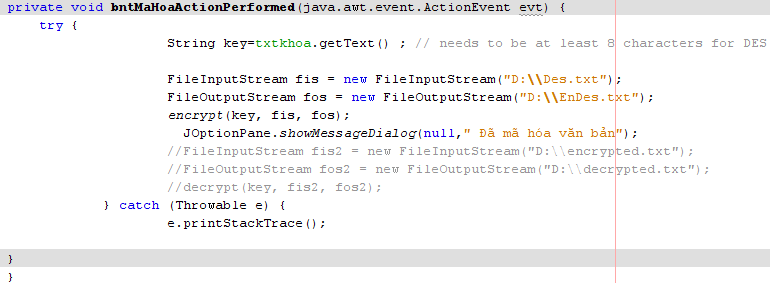 private void bntMaHoaActionPerformed(java.awt.event.ActionEvent evt) {
try {
String key=txtkhoa.getText() ; // needs to be at least 8 characters for DES
FileInputStream fis = new FileInputStream("D:\\Des.txt");
FileOutputStream fos = new FileOutputStream("D:\\EnDes.txt");
encrypt(key, fis, fos);
JOptionPane.showMessageDialog(null," Đã mã hóa văn bản");
//FileInputStream fis2 = new FileInputStream("D:\\encrypted.txt");
//FileOutputStream fos2 = new FileOutputStream("D:\\decrypted.txt");
//decrypt(key, fis2, fos2);
} catch (Throwable e) {
e.printStackTrace();
}
}